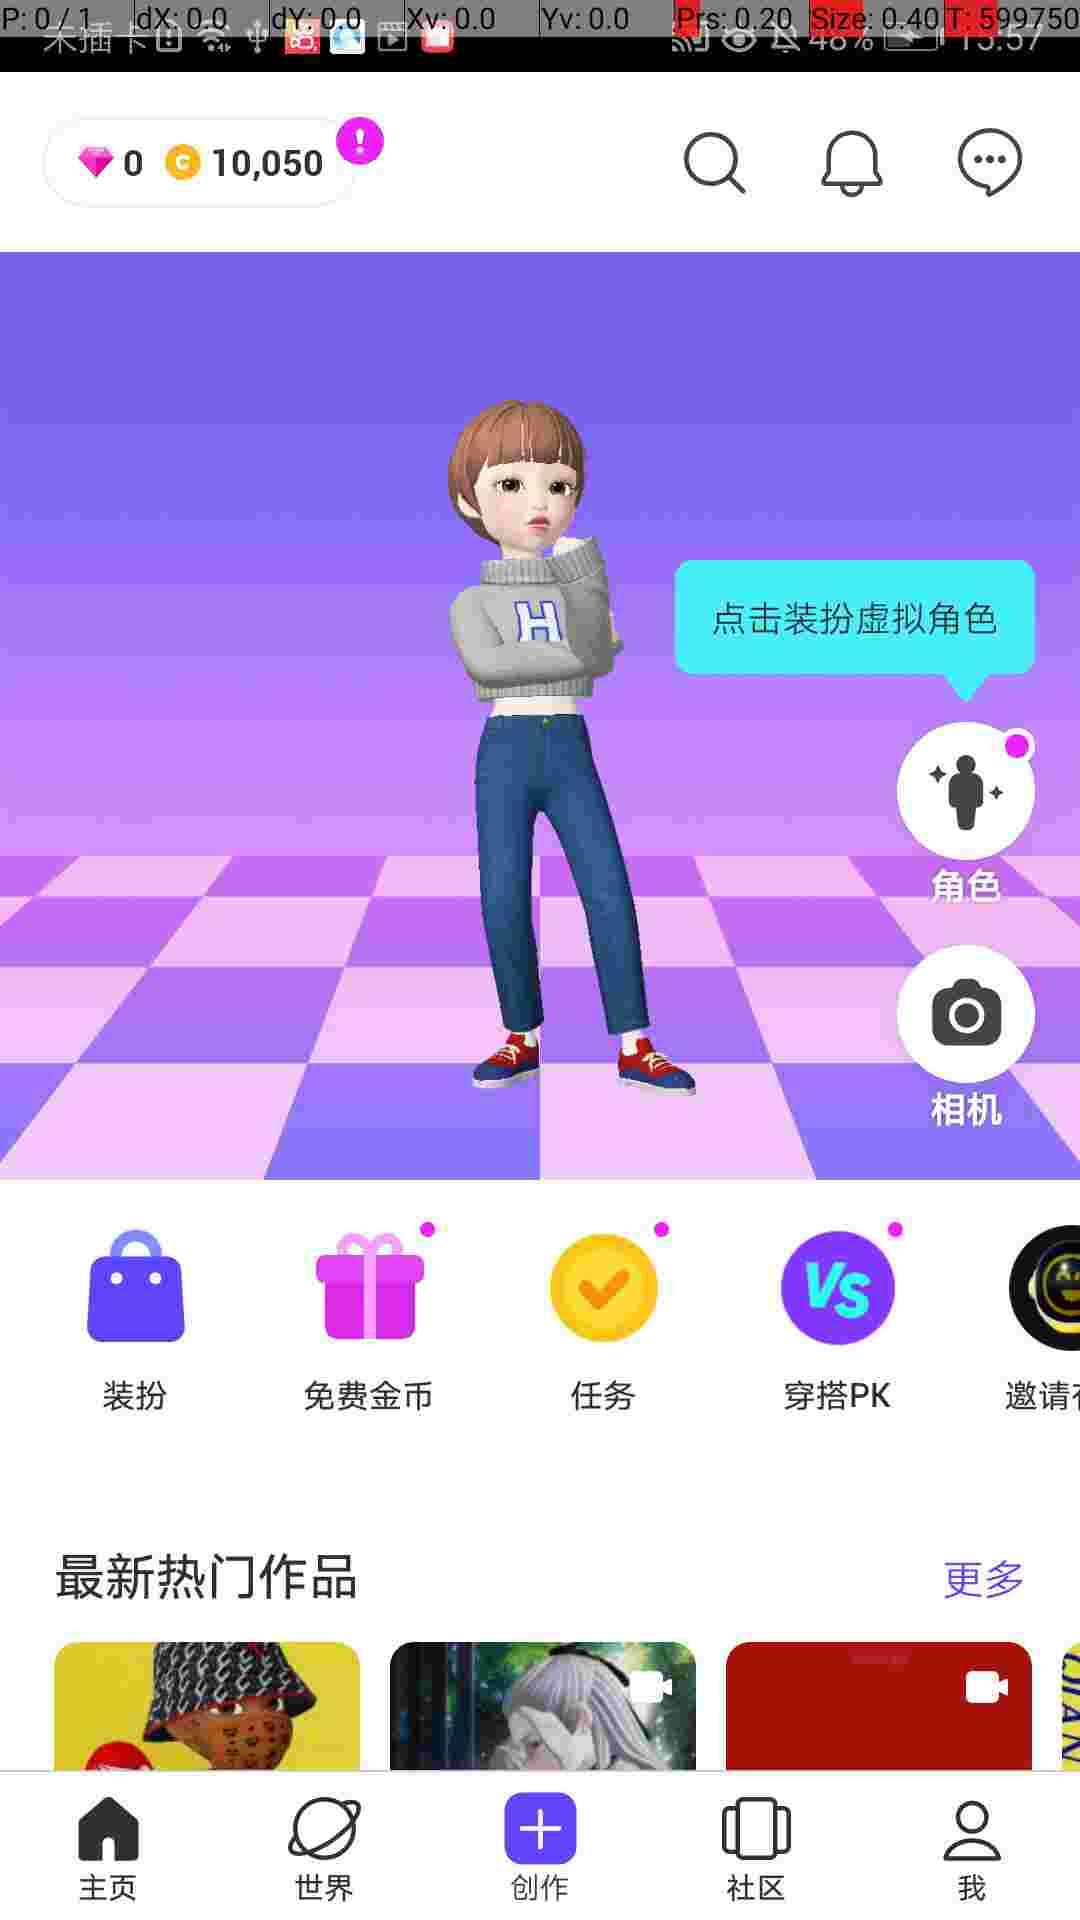 P: 0 / 1 dX: 0.0 dY: 0.0 Xv: 0.0 Yv: 0.0 Prs: 0.20 Size: 0.40 T: 599750
未插卡 48% 15:57
0 C 10,050 !
点击装扮虚拟角色
H
角色
相机
VS
装扮 免费金币 任务 穿搭PK 邀请
最新热门作品 更多
主页 世界 创作 社区 我